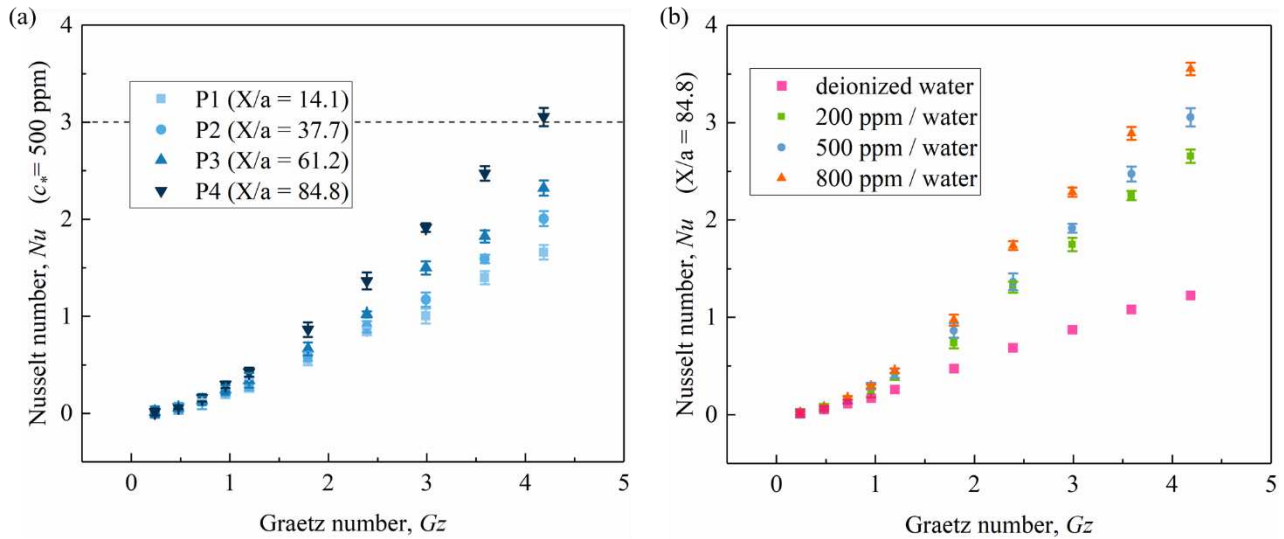 (a)
Nusselt number, Nu (c*= 500 ppm)
4
3
2
1
0
P1 (X/a = 14.1)
P2 (X/a = 37.7)
P3 (X/a = 61.2)
P4 (X/a = 84.8)
0 1 2 3 4 5
Graetz number, Gz
(b)
Nusselt number, Nu (X/a = 84.8)
4
3
2
1
0
deionized water
200 ppm / water
500 ppm / water
800 ppm / water
0 1 2 3 4 5
Graetz number, Gz